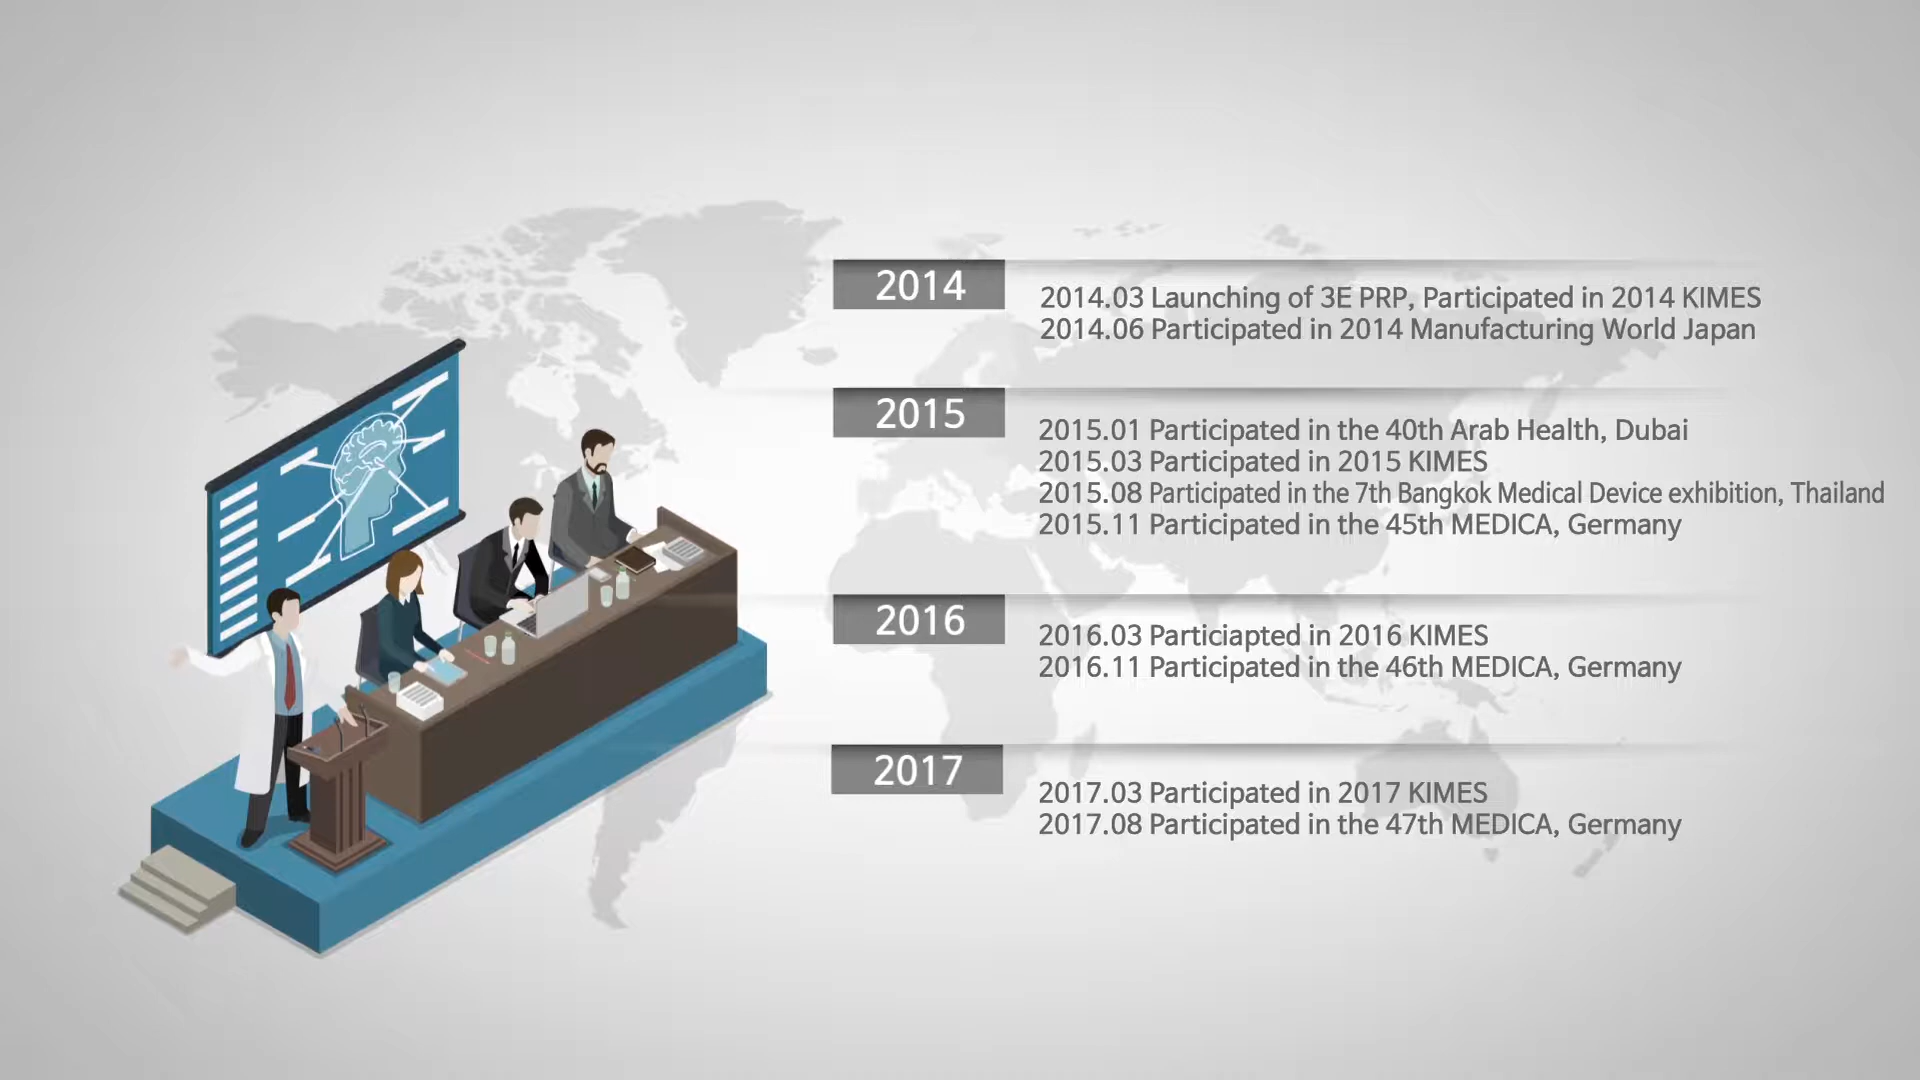 2014
2014.03 Launching of 3E PRP, Participated in 2014 KIMES
2014.06 Participated in 2014 Manufacturing World Japan
2015
2015.01 Participated in the 40th Arab Health, Dubai
2015.03 Participated in 2015 KIMES
2015.08 Participated in the 7th Bangkok Medical Device exhibition, Thailand
2015.11 Participated in the 45th MEDICA, Germany
2016
2016.03 Particiapted in 2016 KIMES
2016.11 Participated in the 46th MEDICA, Germany
2017
2017.03 Participated in 2017 KIMES
2017.08 Participated in the 47th MEDICA, Germany